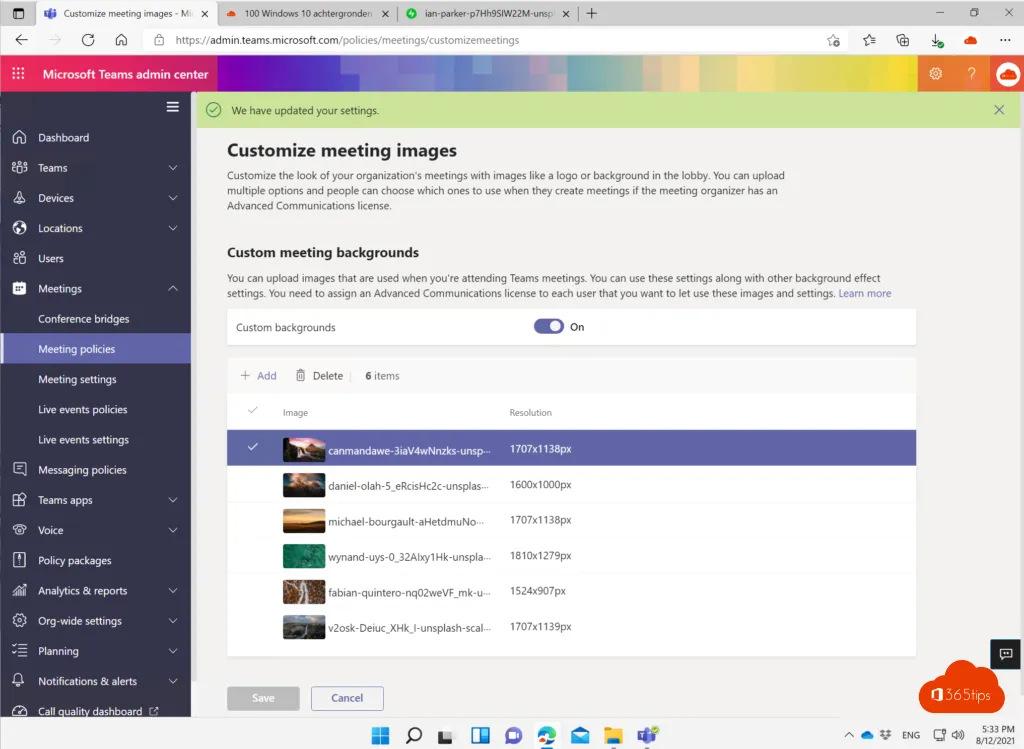 Customize meeting images - Mi
100 Windows 10 achtergronden
ian-parker-p7Hh9SIW22M-unsp
https://admin.teams.microsoft.com/policies/meetings/customizemeetings
Microsoft Teams admin center
We have updated your settings.
Dashboard
Teams
Devices
Locations
Users
Meetings
Conference bridges
Meeting policies
Meeting settings
Live events policies
Live events settings
Messaging policies
Teams apps
Voice
Policy packages
Analytics & reports
Org-wide settings
Planning
Notifications & alerts
Call quality dashboard
Customize meeting images
Customize the look of your organization's meetings with images like a logo or background in the lobby. You can upload
multiple options and people can choose which ones to use when they create meetings if the meeting organizer has an
Advanced Communications license.
Custom meeting backgrounds
You can upload images that are used when you're attending Teams meetings. You can use these settings along with other background effect
settings. You need to assign an Advanced Communications license to each user that you want to let use these images and settings. Learn more
Custom backgrounds On
Add Delete 6 items
Image Resolution
canmandawe-3iaV4wNnzks-unsp... 1707x1138px
daniel-olah-5_eRcisHc2c-unsplas... 1600x1000px
michael-bourgault-aHetdmuNo... 1707x1138px
wynand-uys-0_32AIxy1Hk-unspla... 1810x1279px
fabian-quintero-nq02weVF_mk-u... 1524x907px
v2osk-Deiuc_XHk_I-unsplash-scal... 1707x1139px
Save Cancel
365tips
ENG
5:33 PM
8/12/2021